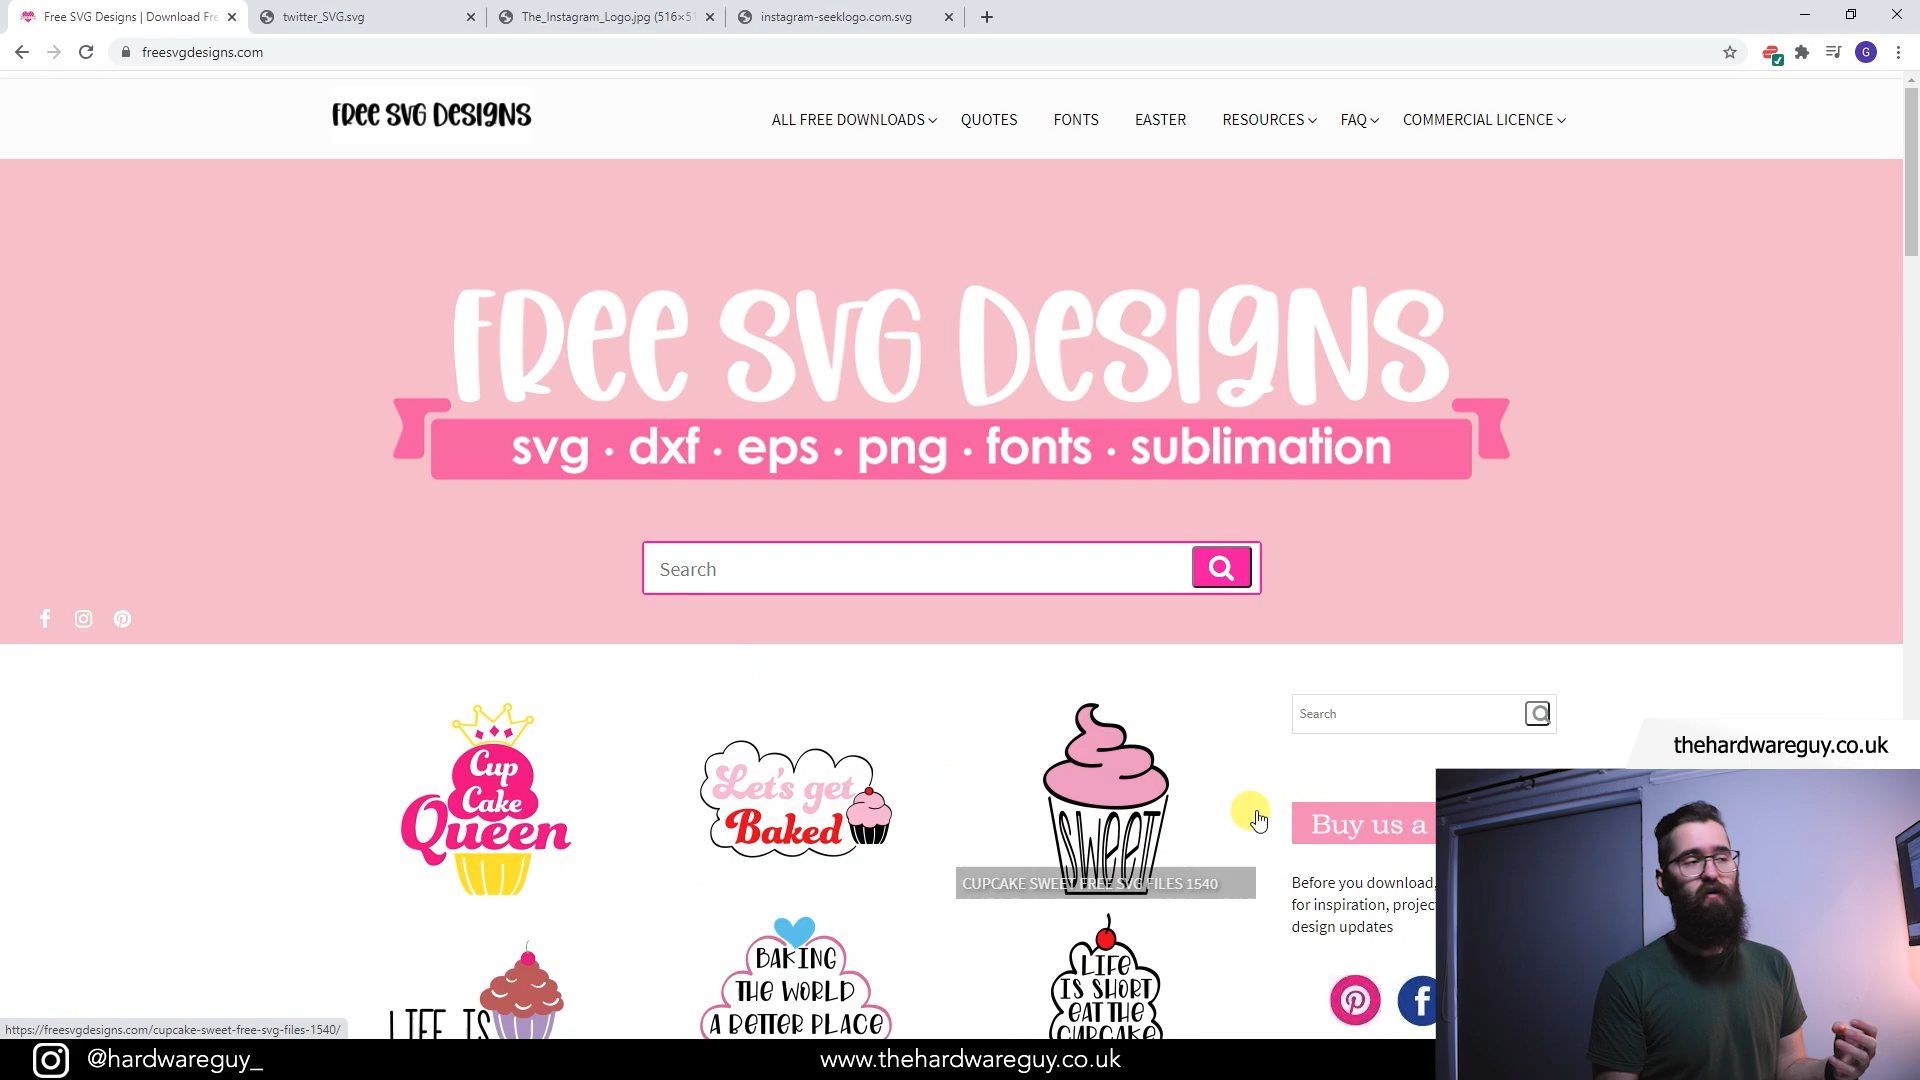 Free SVG Designs | Download Fre
twitter_SVG.svg
The_Instagram_Logo.jpg (516×5
instagram-seeklogo.com.svg
freesvgdesigns.com
G
FREE SVG DESIGNS
ALL FREE DOWNLOADS
QUOTES
FONTS
EASTER
RESOURCES
FAQ
COMMERCIAL LICENCE
FREE SVG DESIGNS
svg · dxf · eps · png · fonts · sublimation
Search
Cup
Cake
Queen
Let's get
Baked
SWEET
CUPCAKE SWEET FREE SVG FILES 1540
Search
Buy us a
Before you download,
for inspiration, projec
design updates
thehardwareguy.co.uk
LIFE IS
BAKING
THE WORLD
A BETTER PLACE
LIFE
IS SHORT
EAT THE
CUPCAKE
https://freesvgdesigns.com/cupcake-sweet-free-svg-files-1540/
@hardwareguy_
www.thehardwareguy.co.uk